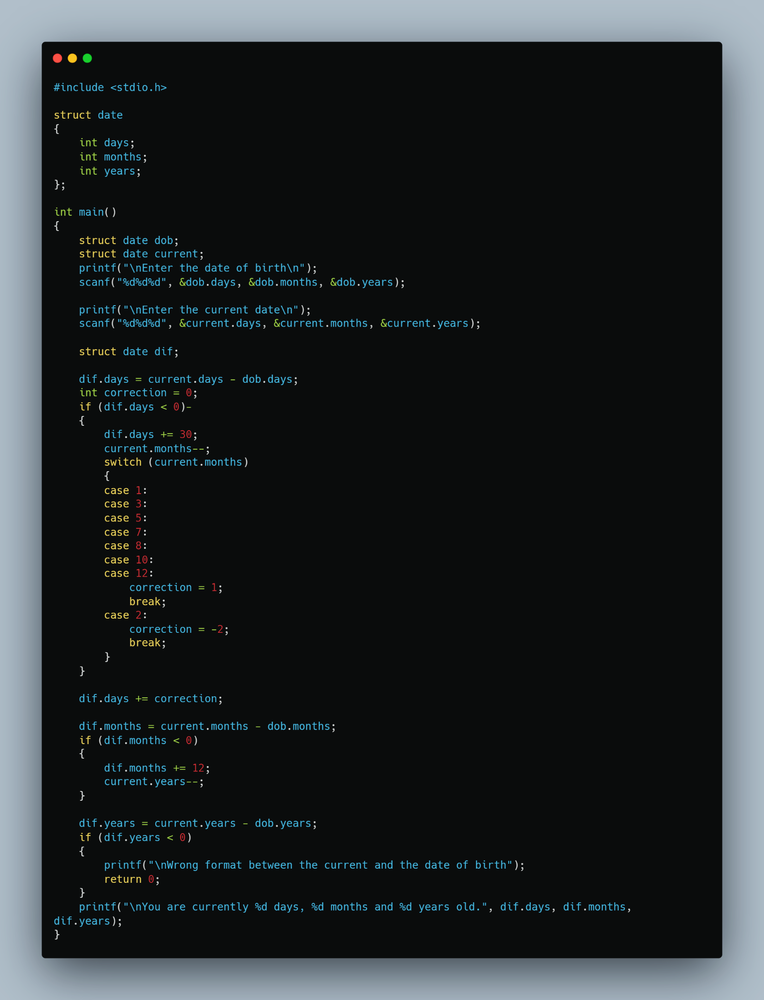 #include <stdio.h>

struct date
{
    int days;
    int months;
    int years;
};

int main()
{
    struct date dob;
    struct date current;
    printf("\nEnter the date of birth\n");
    scanf("%d%d%d", &dob.days, &dob.months, &dob.years);

    printf("\nEnter the current date\n");
    scanf("%d%d%d", &current.days, &current.months, &current.years);

    struct date dif;

    dif.days = current.days - dob.days;
    int correction = 0;
    if (dif.days < 0)-
    {
        dif.days += 30;
        current.months--;
        switch (current.months)
        {
        case 1:
        case 3:
        case 5:
        case 7:
        case 8:
        case 10:
        case 12:
            correction = 1;
            break;
        case 2:
            correction = -2;
            break;
        }
    }

    dif.days += correction;

    dif.months = current.months - dob.months;
    if (dif.months < 0)
    {
        dif.months += 12;
        current.years--;
    }

    dif.years = current.years - dob.years;
    if (dif.years < 0)
    {
        printf("\nWrong format between the current and the date of birth");
        return 0;
    }
    printf("\nYou are currently %d days, %d months and %d years old.", dif.days, dif.months,
dif.years);
}